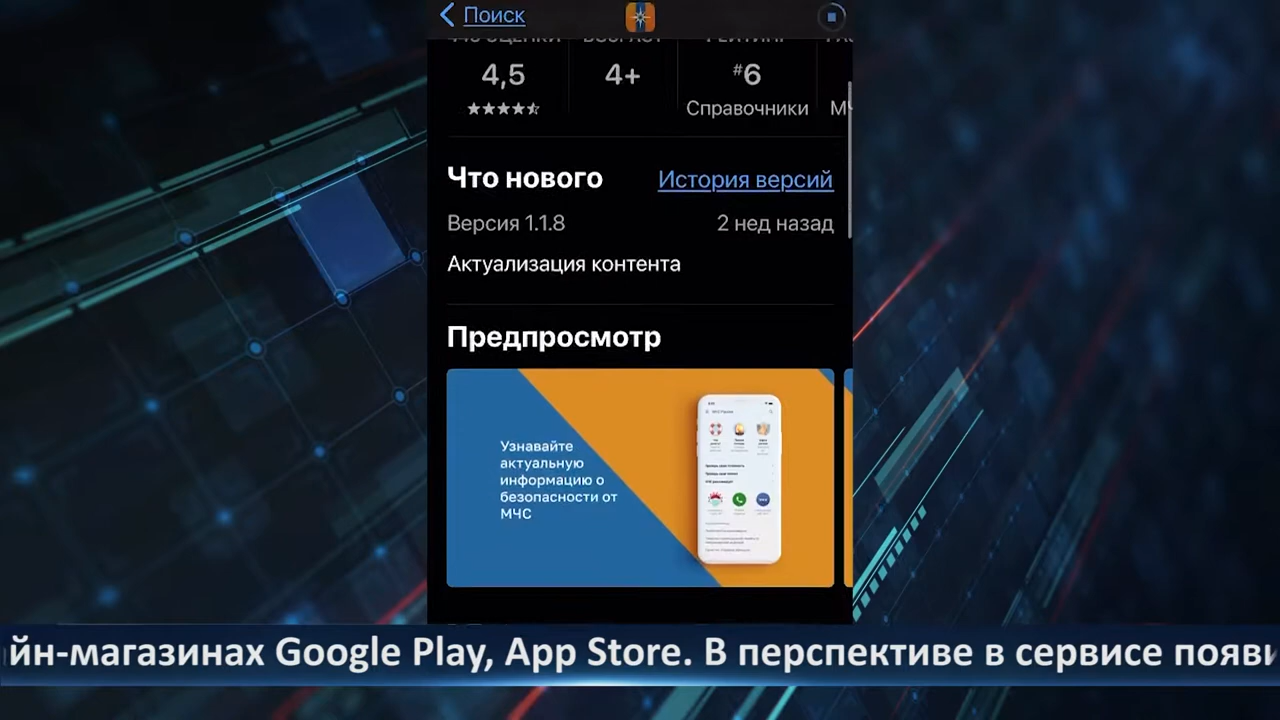 Поиск
4,5
4+
#6
Справочники
Что нового
История версий
Версия 1.1.8
2 нед назад
Актуализация контента
Предпросмотр
Узнавайте
актуальную
информацию о
безопасности от
МЧС
йн-магазинах Google Play, App Store. В перспективе в сервисе появи